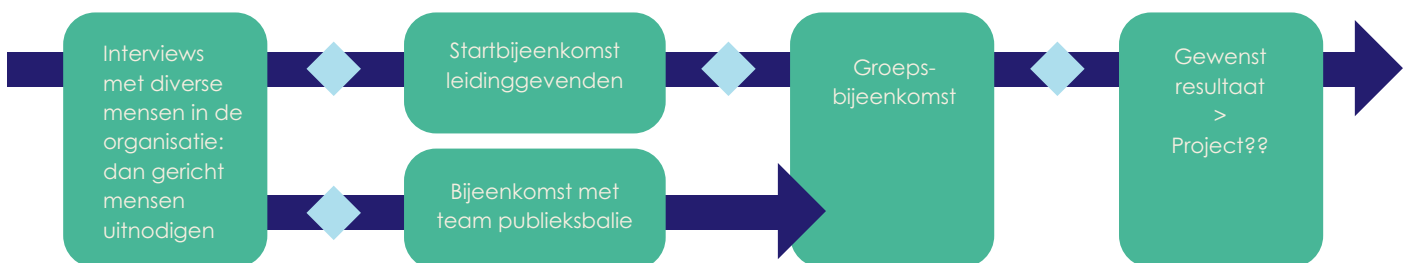 Interviews
met diverse
mensen in de
organisatie:
dan gericht
mensen
uitnodigen
Startbijeenkomst
leidinggevenden
Bijeenkomst met
team publieksbalie
Groeps-
bijeenkomst
Gewenst
resultaat
>
Project??